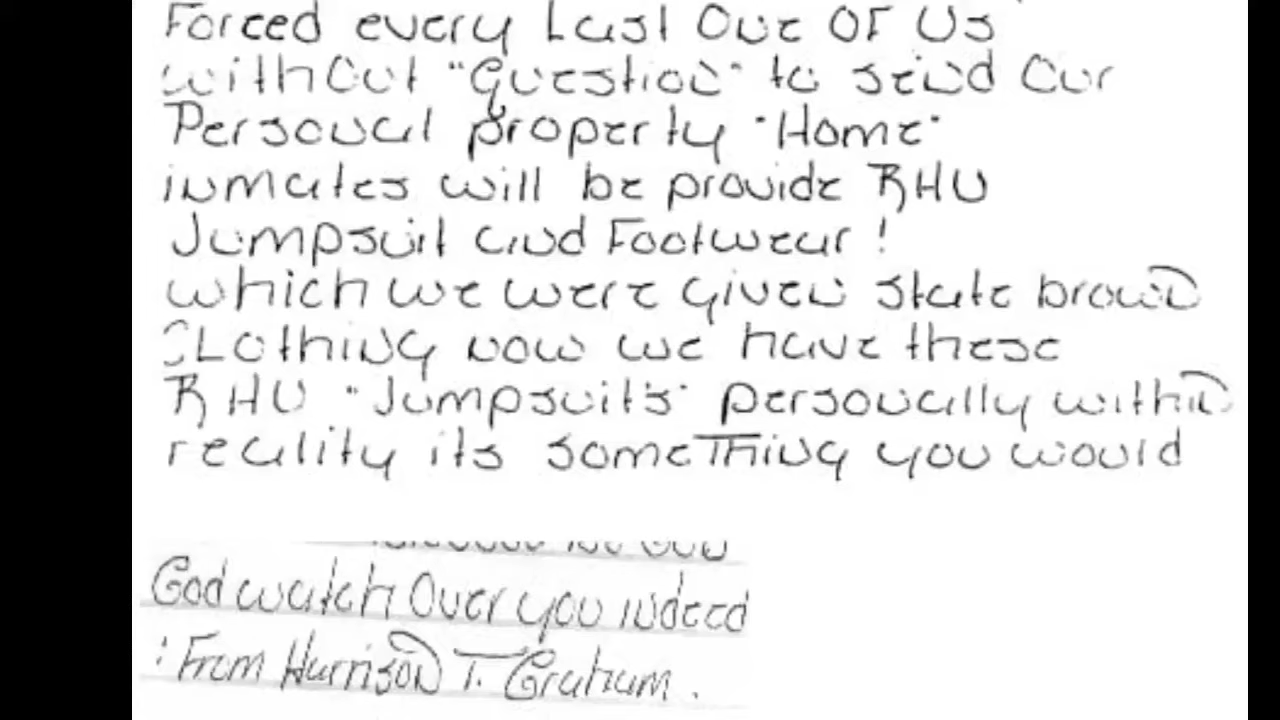 Forced every Last One OF Us
without "Question" to send Our
Personal property "Home"
inmates will be provide RHU
Jumpsuit and Footwear!
which we were given state brown
CLothing now we have these
RHU "Jumpsuit's" personally within
reality its someThing you would
God watch Over you indeed
: From Harrison T. Graham.